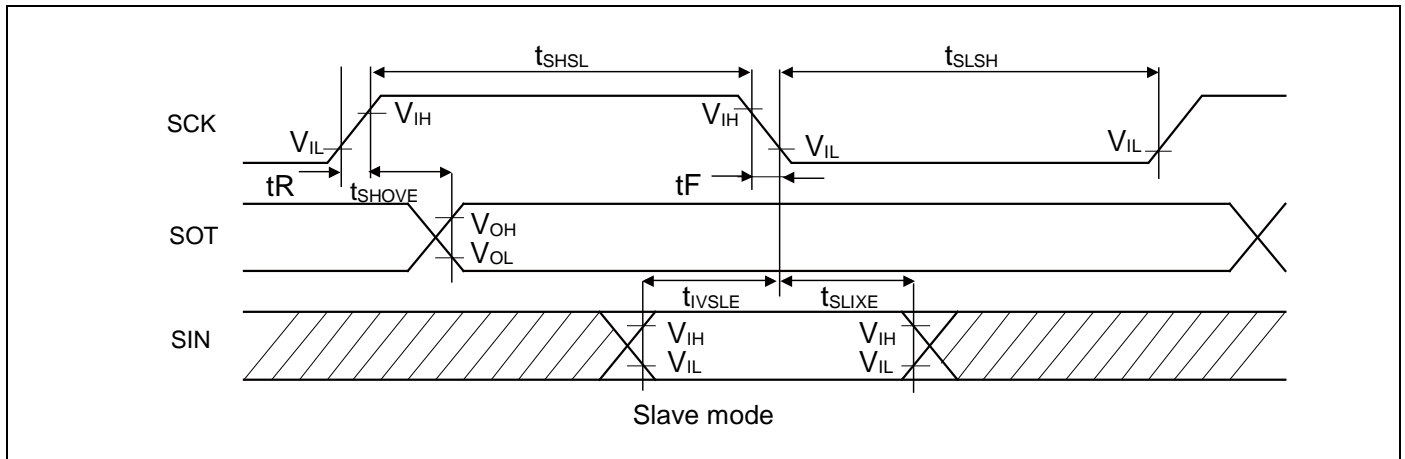 tSHSL tSLSH
SCK VIH VIH
VIL VIL VIL
tR tSHOVE tF
SOT VOH
VOL
tIVSLE tSLIXE
SIN VIH VIH
VIL VIL
Slave mode